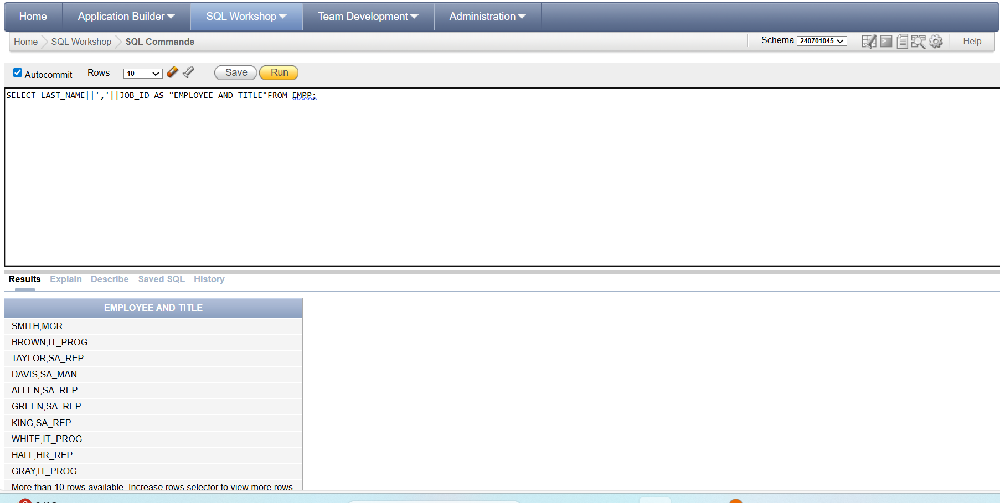 Home Application Builder SQL Workshop Team Development Administration
Home SQL Workshop SQL Commands Schema 240701045 Help
Autocommit Rows 10 Save Run
SELECT LAST_NAME||','||JOB_ID AS "EMPLOYEE AND TITLE"FROM EMPP;
Results Explain Describe Saved SQL History
EMPLOYEE AND TITLE
SMITH,MGR
BROWN,IT_PROG
TAYLOR,SA_REP
DAVIS,SA_MAN
ALLEN,SA_REP
GREEN,SA_REP
KING,SA_REP
WHITE,IT_PROG
HALL,HR_REP
GRAY,IT_PROG
More than 10 rows available. Increase rows selector to view more rows